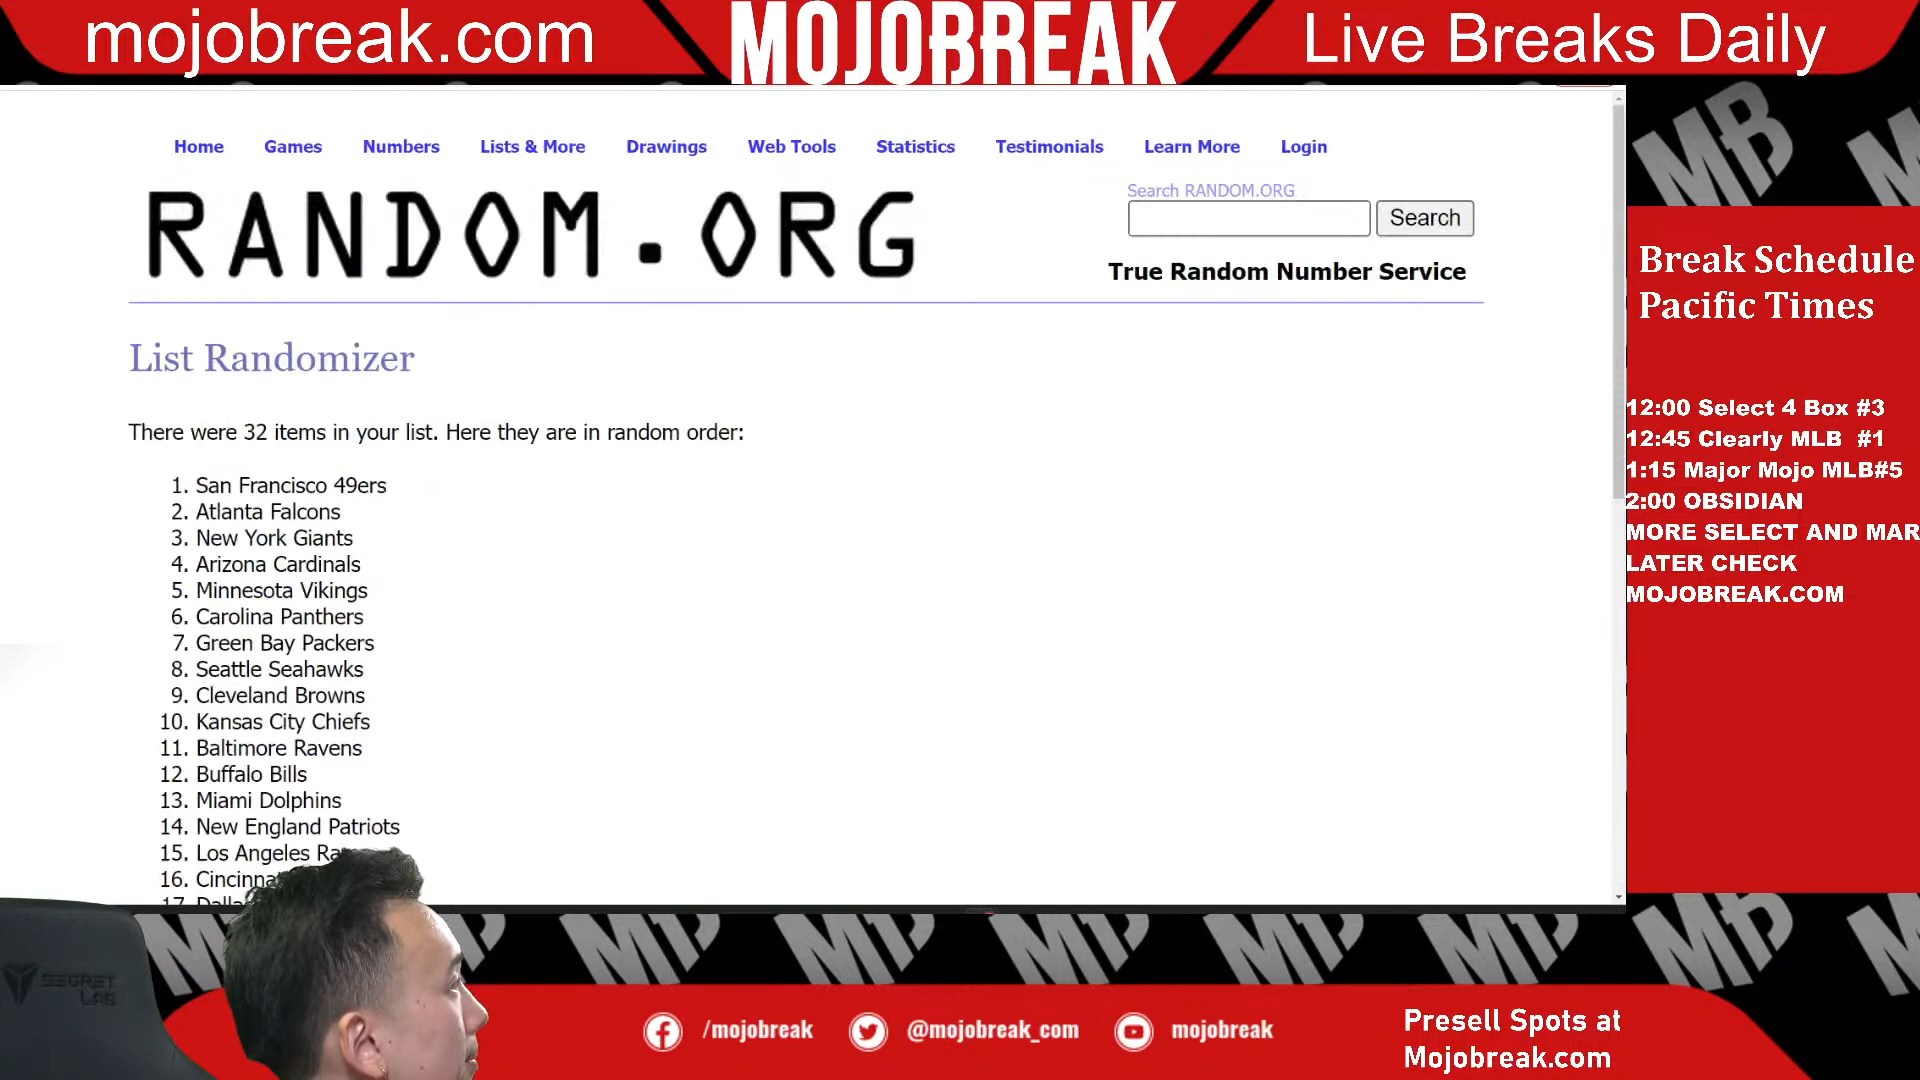 mojobreak.com
MOJOBREAK
Live Breaks Daily
Home Games Numbers Lists & More Drawings Web Tools Statistics Testimonials Learn More Login
RANDOM.ORG
Search RANDOM.ORG
Search
True Random Number Service
List Randomizer
There were 32 items in your list. Here they are in random order:
1. San Francisco 49ers
2. Atlanta Falcons
3. New York Giants
4. Arizona Cardinals
5. Minnesota Vikings
6. Carolina Panthers
7. Green Bay Packers
8. Seattle Seahawks
9. Cleveland Browns
10. Kansas City Chiefs
11. Baltimore Ravens
12. Buffalo Bills
13. Miami Dolphins
14. New England Patriots
15. Los Angeles
16.
17.
Break Schedule
Pacific Times
12:00 Select 4 Box #3
12:45 Clearly MLB #1
1:15 Major Mojo MLB#5
2:00 OBSIDIAN
MORE SELECT AND MAR
LATER CHECK
MOJOBREAK.COM
MB
SECRET
LAB
/mojobreak
@mojobreak_com
mojobreak
Presell Spots at
Mojobreak.com